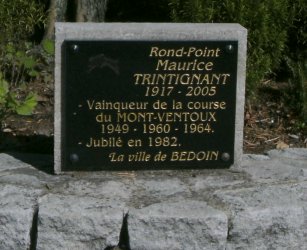 Rond-Point
Maurice
TRINTIGNANT
1917 - 2005
- Vainqueur de la course
du MONT-VENTOUX
1949 - 1960 - 1964.
- Jubilé en 1982.
La ville de BEDOIN